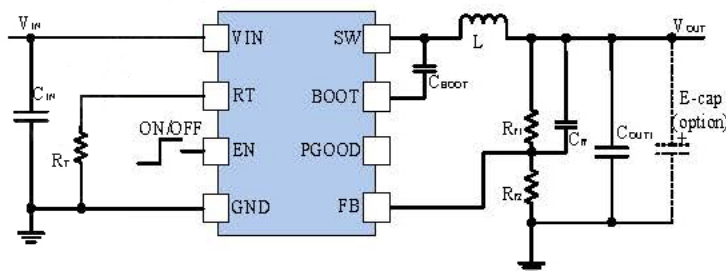 VIN
VOUT
VIN
SW
L
CBOOT
CIN
RT
BOOT
E-cap
(option)
+
ON/OFF
Rf1
Cff
COUT1
RT
EN
PGOOD
Rf2
GND
FB